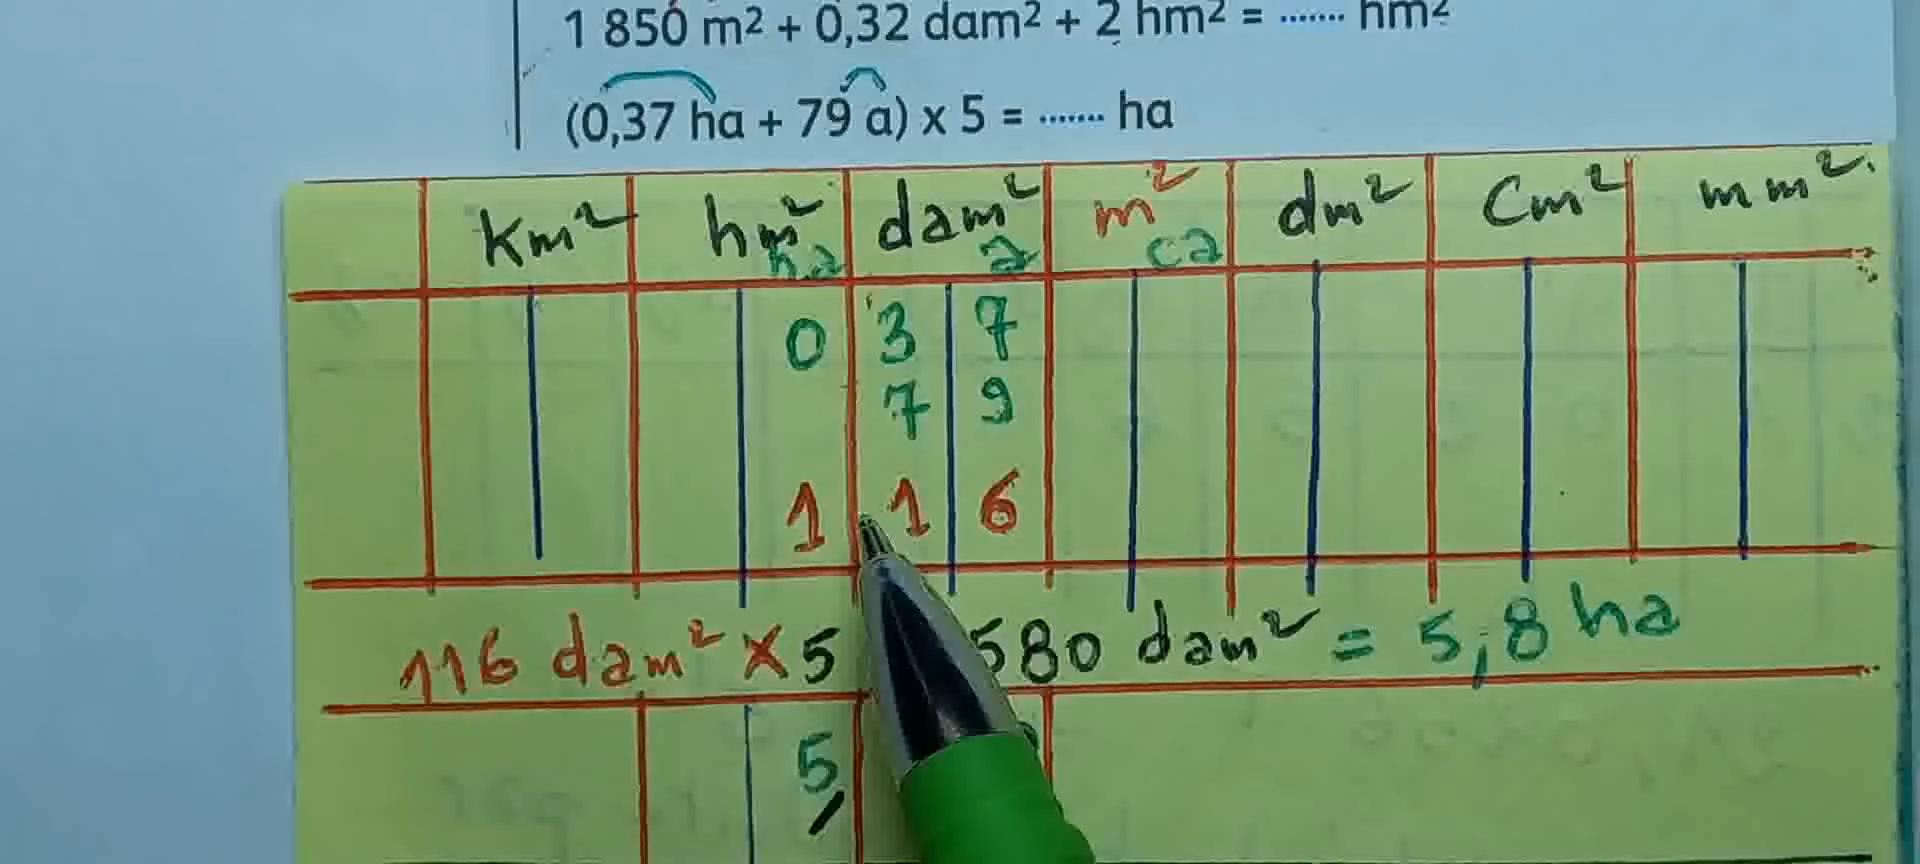 1 850 m² + 0,32 dam² + 2 hm² = ....... hm²
(0,37 ha + 79 a) x 5 = ....... ha
km² hm² dam² m² dm² cm² mm²
ha a ca
0 3 7
7 9
1 1 6
116 dam² x 5 580 dam² = 5,8 ha
5,